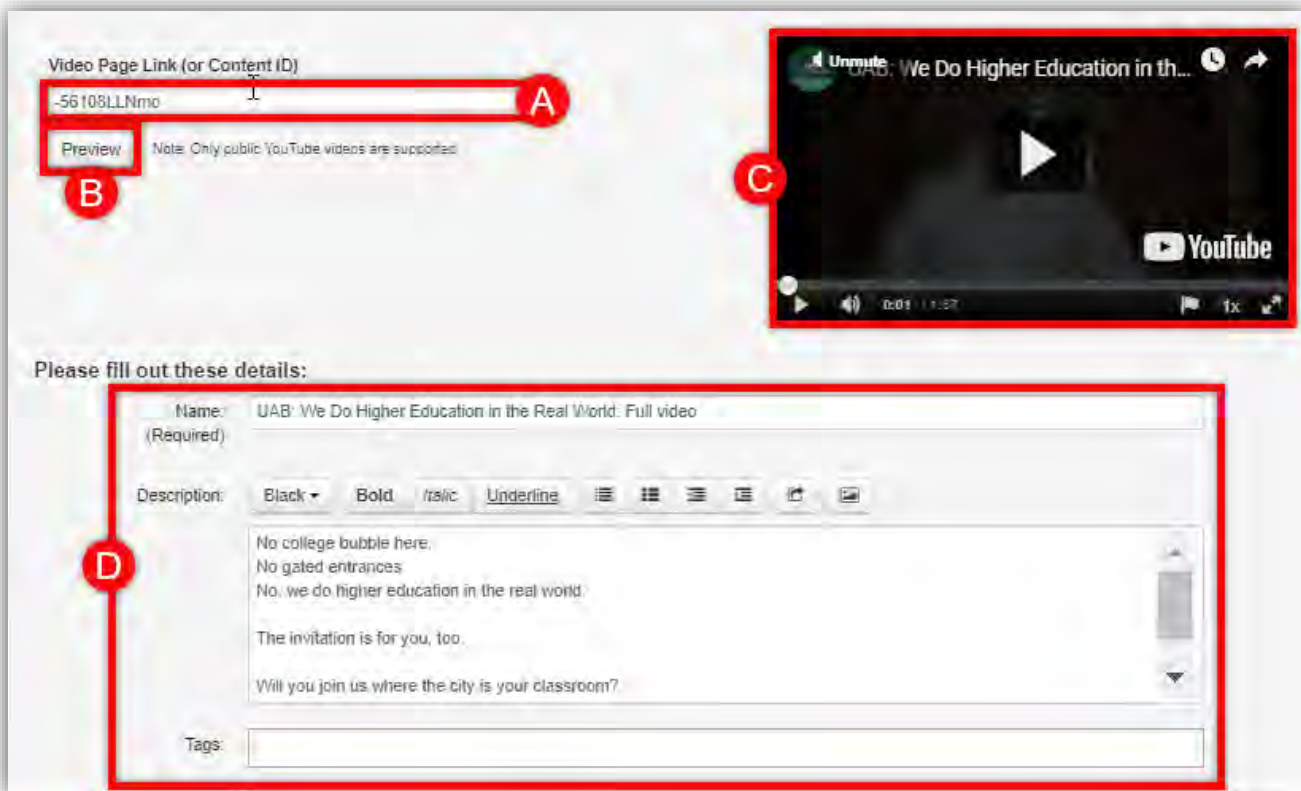 Video Page Link (or Content ID)
-56108LLNmo
A
Preview
Note: Only public YouTube videos are supported
B
Unmute
UAB: We Do Higher Education in th...
C
YouTube
0:01
1x
Please fill out these details:
Name:
(Required)
UAB: We Do Higher Education in the Real World. Full video
Description:
Black Bold Italic Underline
D
No college bubble here.
No gated entrances
No, we do higher education in the real world.
The invitation is for you, too.
Will you join us where the city is your classroom?
Tags: